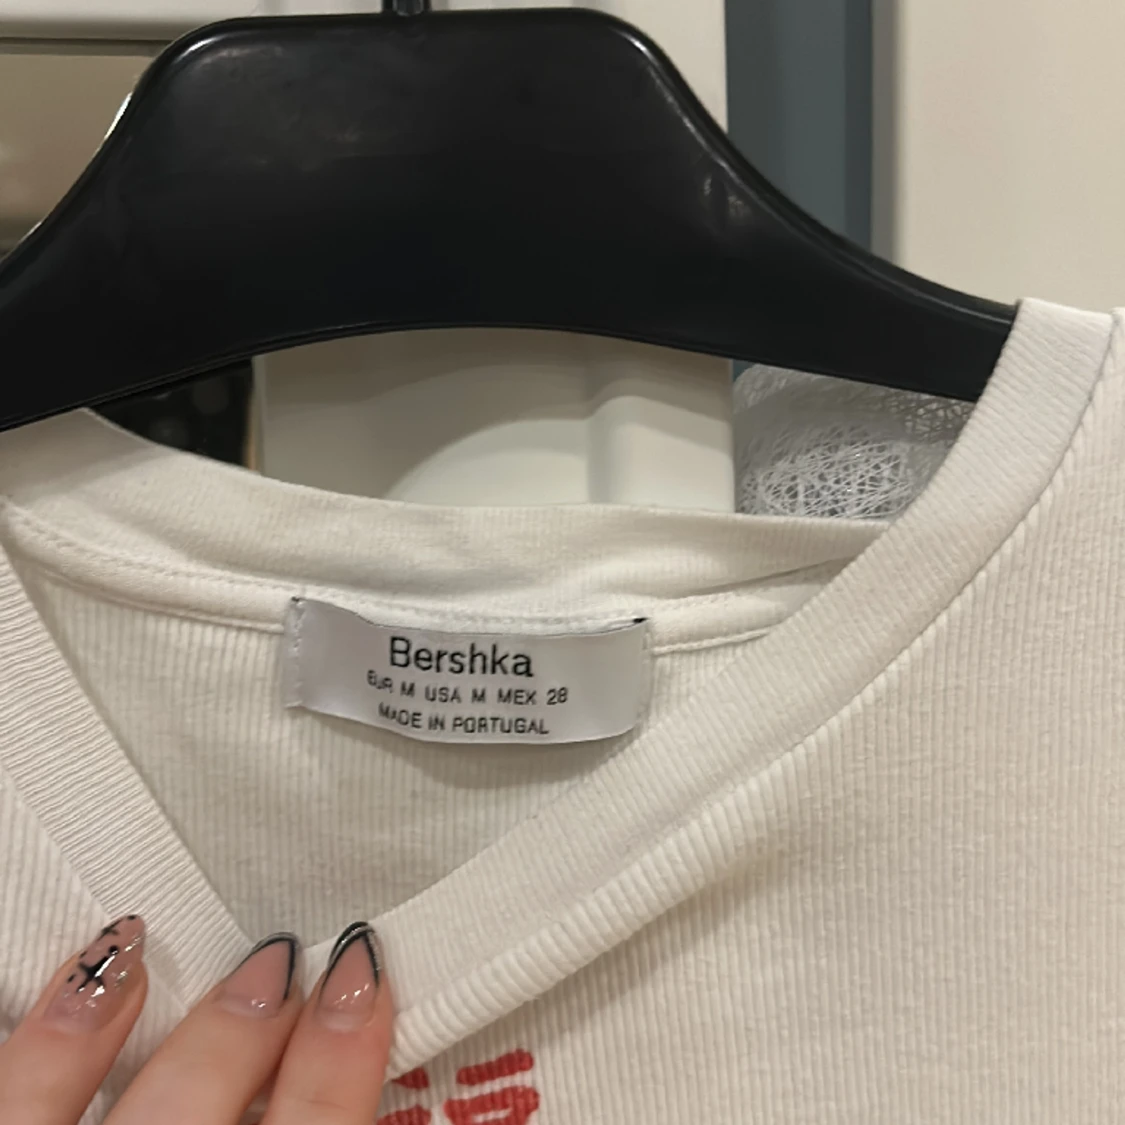 Bershka
EUR M USA M MEX 28
MADE IN PORTUGAL